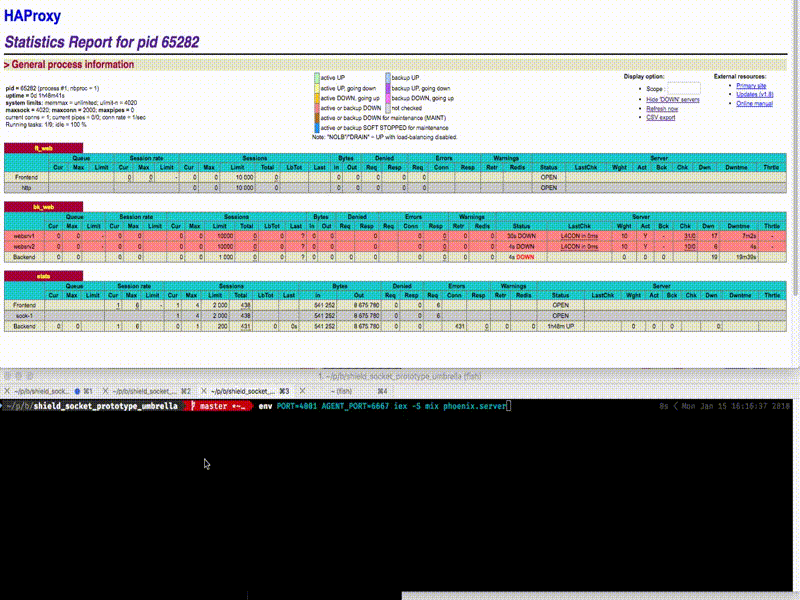 HAProxy
Statistics Report for pid 65282
> General process information
pid = 65282 (process #1, nbproc = 1)
uptime = 0d 1h48m41s
system limits: memmax = unlimited; ulimit-n = 4020
maxsock = 4020; maxconn = 2000; maxpipes = 0
current conns = 1; current pipes = 0/0; conn rate = 1/sec
Running tasks: 1/9; idle = 100 %
active UP backup UP
active UP, going down backup UP, going down
active DOWN, going up backup DOWN, going up
active or backup DOWN not checked
active or backup DOWN for maintenance (MAINT)
active or backup SOFT STOPPED for maintenance
Note: "NOLB"/"DRAIN" = UP with load-balancing disabled.
Display option:
Scope :
Hide 'DOWN' servers
Refresh now
CSV export
External resources:
Primary site
Updates (v1.8)
Online manual
ft_web
Queue Session rate Sessions Bytes Denied Errors Warnings Server
Cur Max Limit Cur Max Limit Cur Max Limit Total LbTot Last In Out Req Resp Req Conn Resp Retr Redis Status LastChk Wght Act Bck Chk Dwn Dwntme Thrtle
Frontend 0 0 - 0 0 10 000 0 0 0 0 0 0 OPEN
http 0 0 10 000 0 0 0 0 0 0 OPEN
bk_web
Queue Session rate Sessions Bytes Denied Errors Warnings Server
Cur Max Limit Cur Max Limit Cur Max Limit Total LbTot Last In Out Req Resp Req Conn Resp Retr Redis Status LastChk Wght Act Bck Chk Dwn Dwntme Thrtle
websrv1 0 0 - 0 0 0 0 10000 0 0 ? 0 0 0 0 0 0 0 30s DOWN L4CON in 0ms 10 Y - 31/0 17 7m2s -
websrv2 0 0 - 0 0 0 0 10000 0 0 ? 0 0 0 0 0 0 0 4s DOWN L4CON in 0ms 10 Y - 10/0 6 4s -
Backend 0 0 0 0 0 0 1 000 0 0 ? 0 0 0 0 0 0 0 0 4s DOWN 0 0 0 19 19m39s
stats
Queue Session rate Sessions Bytes Denied Errors Warnings Server
Cur Max Limit Cur Max Limit Cur Max Limit Total LbTot Last In Out Req Resp Req Conn Resp Retr Redis Status LastChk Wght Act Bck Chk Dwn Dwntme Thrtle
Frontend 1 6 - 1 4 2 000 438 541 252 8 675 780 0 0 6 OPEN
sock-1 1 4 2 000 438 541 252 8 675 780 0 0 6 OPEN
Backend 0 0 1 6 0 1 200 431 0 0s 541 252 8 675 780 0 0 431 0 0 0 1h48m UP 0 0 0 0
1. ~/p/b/shield_socket_prototype_umbrella (fish)
~/p/b/shield_sock... ⌘1 ~/p/b/shield_socket_... ⌘2 ~/p/b/shield_socket_... ⌘3 ~ (fish) ⌘4
~/p/b/shield_socket_prototype_umbrella master env PORT=4001 AGENT_PORT=6667 iex -S mix phoenix.server 0s < Mon Jan 15 16:16:37 2018